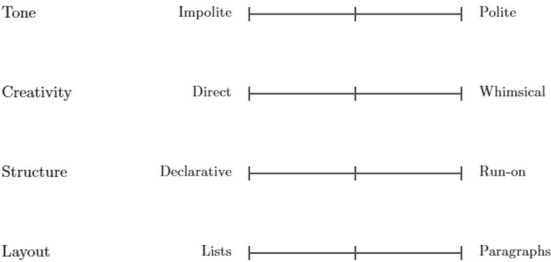 Tone Impolite Polite
Creativity Direct Whimsical
Structure Declarative Run-on
Layout Lists Paragraphs